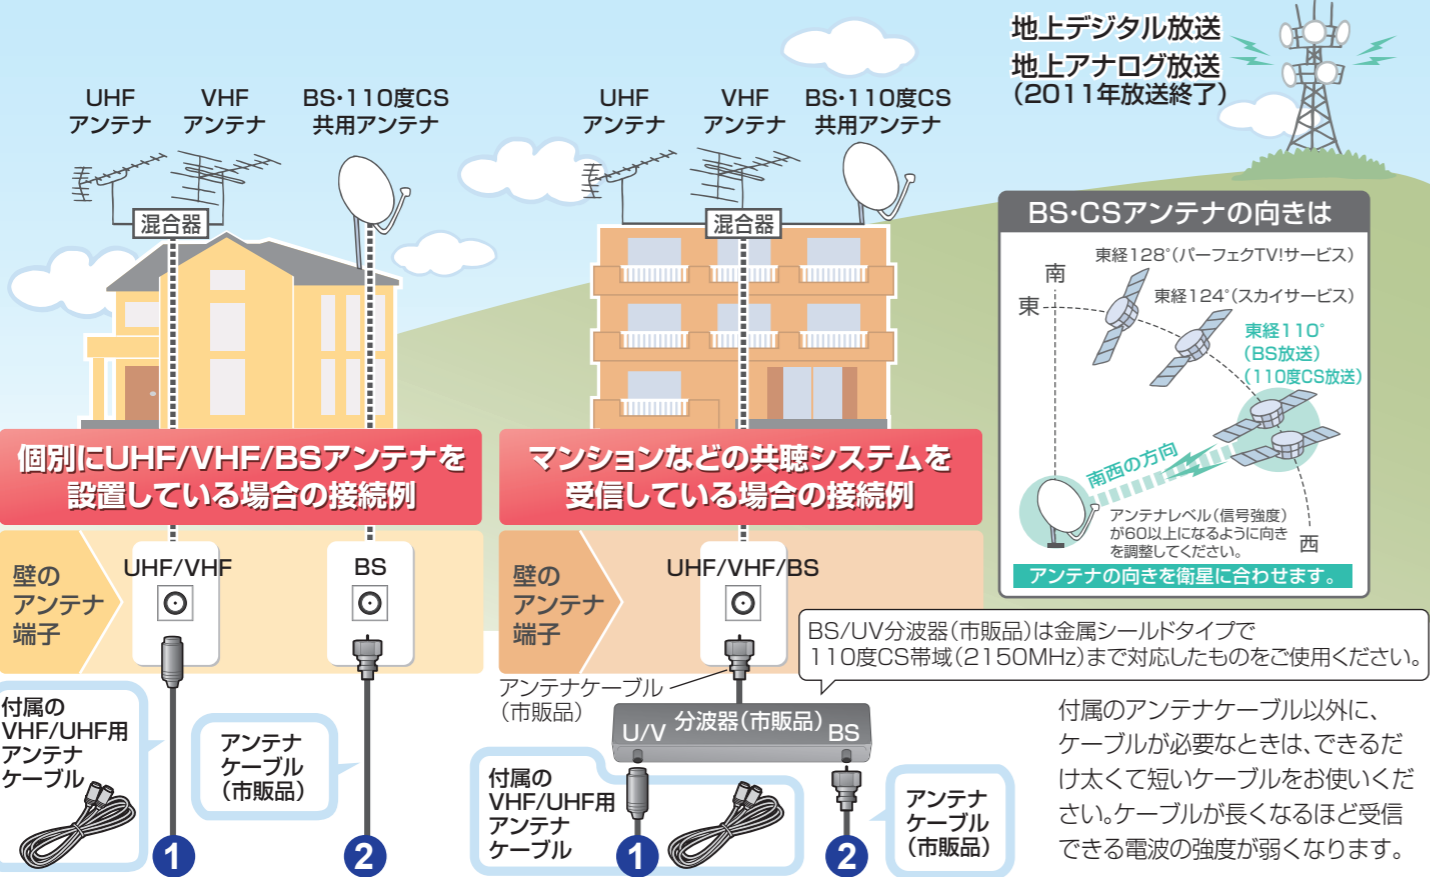 地上デジタル放送
地上アナログ放送
（2011年放送終了）
UHF
アンテナ
VHF
アンテナ
BS・110度CS
共用アンテナ
混合器
UHF
アンテナ
VHF
アンテナ
BS・110度CS
共用アンテナ
混合器
BS・CSアンテナの向きは
東経128°（パーフェクTV!サービス）
南
東
東経124°（スカイサービス）
東経110°
（BS放送）
（110度CS放送）
南西の方向
アンテナレベル（信号強度）
が60以上になるように向き
を調整してください。
西
アンテナの向きを衛星に合わせます。
個別にUHF/VHF/BSアンテナを
設置している場合の接続例
壁の
アンテナ
端子
UHF/VHF
BS
付属の
VHF/UHF用
アンテナ
ケーブル
アンテナ
ケーブル
（市販品）
1
2
マンションなどの共聴システムを
受信している場合の接続例
壁の
アンテナ
端子
UHF/VHF/BS
BS/UV分波器（市販品）は金属シールドタイプで
110度CS帯域（2150MHz）まで対応したものをご使用ください。
アンテナケーブル
（市販品）
U/V
分波器（市販品）
BS
付属の
VHF/UHF用
アンテナ
ケーブル
アンテナ
ケーブル
（市販品）
1
2
付属のアンテナケーブル以外に、
ケーブルが必要なときは、できるだ
け太くて短いケーブルをお使いくだ
さい。ケーブルが長くなるほど受信
できる電波の強度が弱くなります。